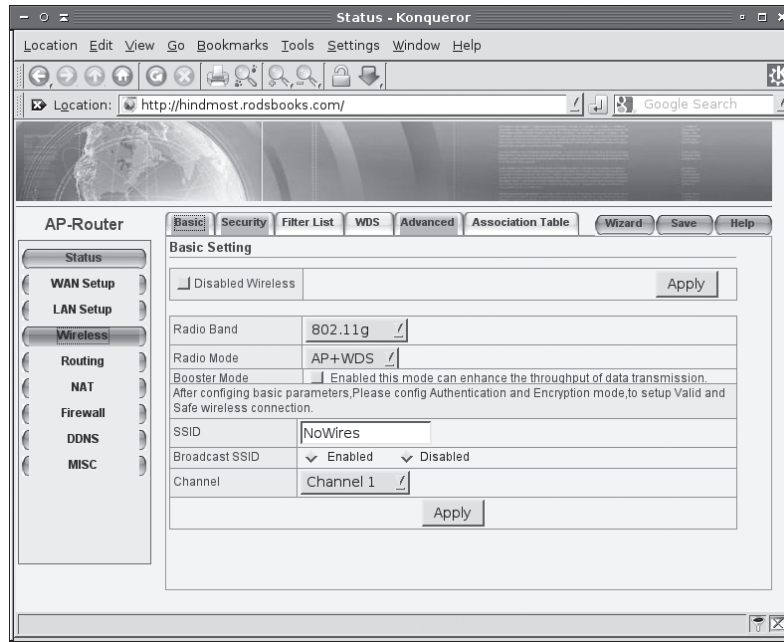 Status - Konqueror
Location Edit View Go Bookmarks Tools Settings Window Help
Location: http://hindmost.rodsbooks.com/ Google Search
AP-Router
Basic Security Filter List WDS Advanced Association Table Wizard Save Help
Status
WAN Setup
LAN Setup
Wireless
Routing
NAT
Firewall
DDNS
MISC
Basic Setting
Disabled Wireless Apply
Radio Band 802.11g
Radio Mode AP+WDS
Booster Mode Enabled this mode can enhance the throughput of data transmission.
After configing basic parameters,Please config Authentication and Encryption mode,to setup Valid and
Safe wireless connection.
SSID NoWires
Broadcast SSID Enabled Disabled
Channel Channel 1
Apply